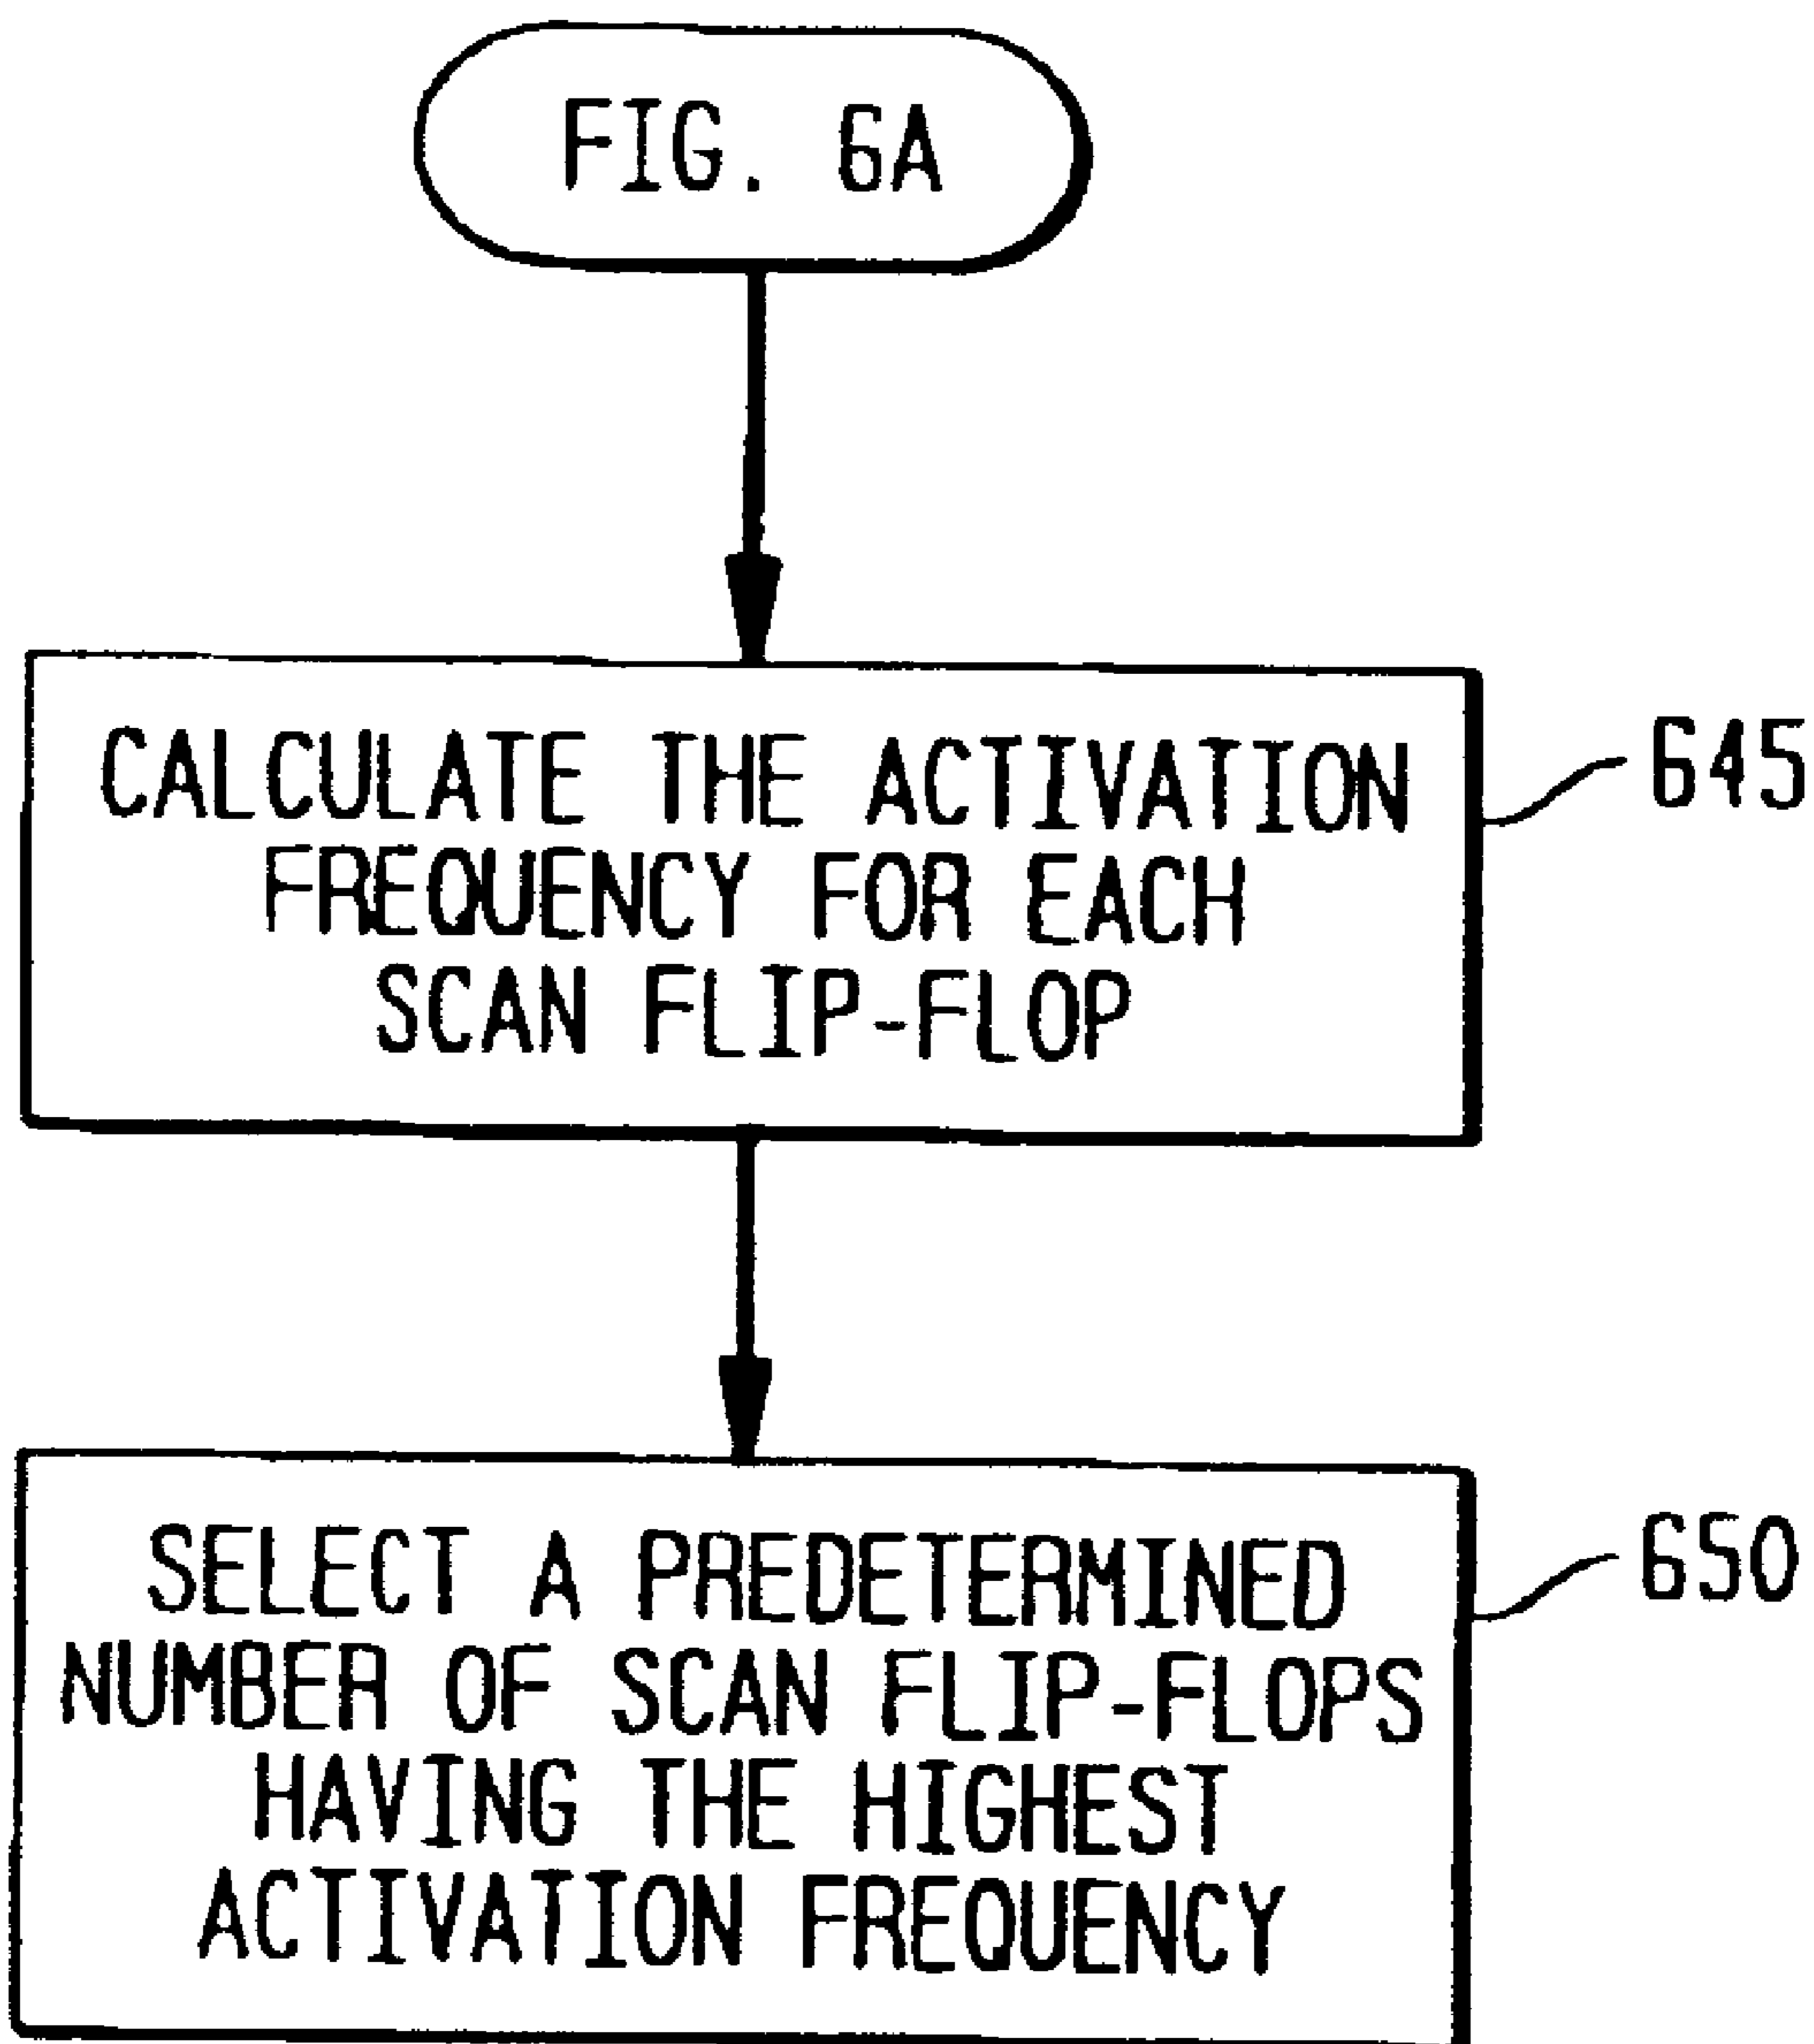 FIG. 6A
CALCULATE THE ACTIVATION
FREQUENCY FOR EACH
SCAN FLIP-FLOP
645
SELECT A PREDETERMINED
NUMBER OF SCAN FLIP-FLOPS
HAVING THE HIGHEST
ACTIVATION FREQUENCY
650